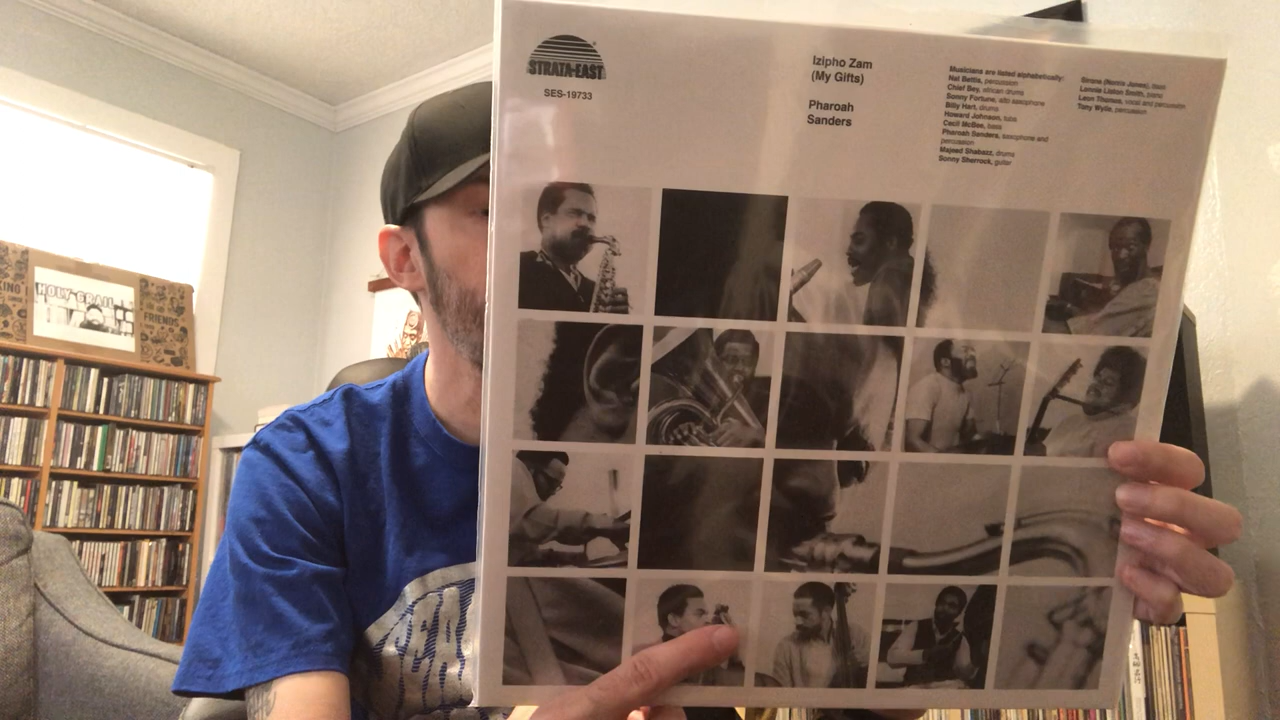 STRATA-EAST
SES-19733
Izipho Zam
(My Gifts)
Pharoah
Sanders
Musicians are listed alphabetically:
Nat Bettis, percussion
Chief Bey, african drums
Sonny Fortune, alto saxophone
Billy Hart, drums
Howard Johnson, tuba
Cecil McBee, bass
Pharoah Sanders, saxophone and
percussion
Majeed Shabazz, drums
Sonny Sherrock, guitar
Sirone (Norris Jones), bass
Lonnie Liston Smith, piano
Leon Thomas, vocal and percussion
Tony Wylie, percussion
HOLY GRAIL
KING
FRIENDS